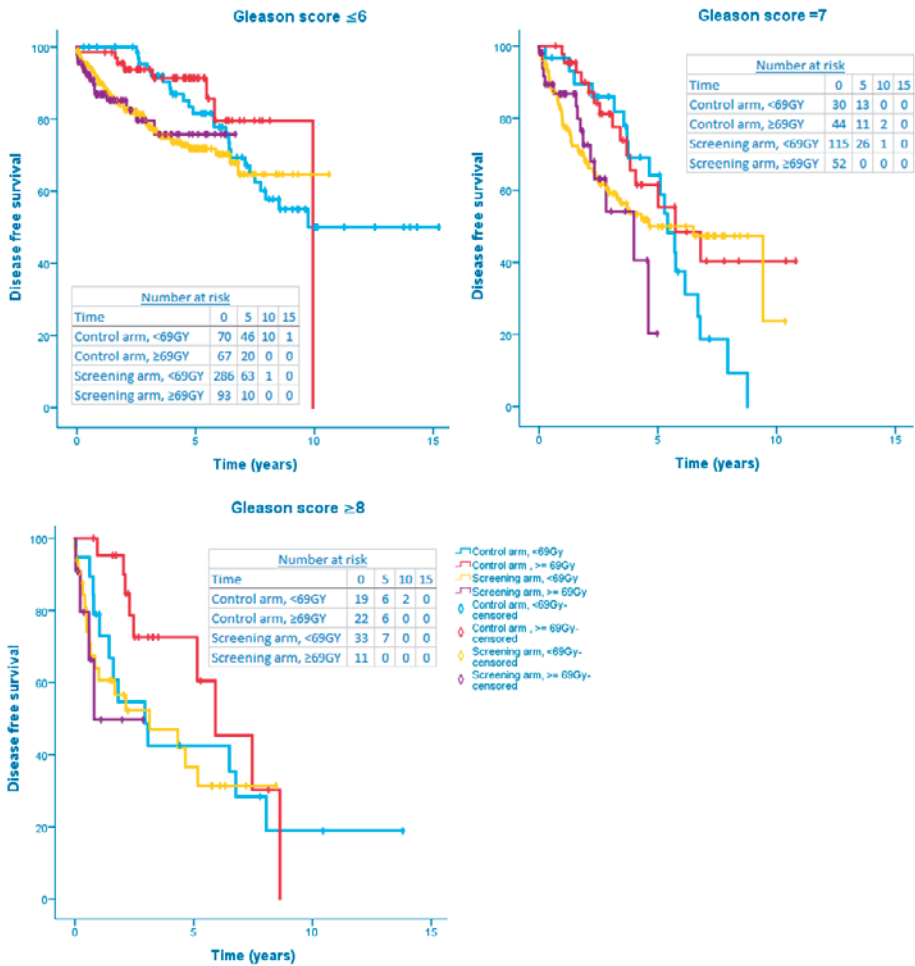 Gleason score ≤6
100
80
60
40
20
0
Disease free survival
Number at risk
Time 0 5 10 15
Control arm, <69GY 70 46 10 1
Control arm, ≥69GY 67 20 0 0
Screening arm, <69GY 286 63 1 0
Screening arm, ≥69GY 93 10 0 0
0 5 10 15
Time (years)
Gleason score =7
100
80
60
40
20
0
Disease free survival
Number at risk
Time 0 5 10 15
Control arm, <69GY 30 13 0 0
Control arm, ≥69GY 44 11 2 0
Screening arm, <69GY 115 26 1 0
Screening arm, ≥69GY 52 0 0 0
0 5 10 15
Time (years)
Gleason score ≥8
100
80
60
40
20
0
Disease free survival
Number at risk
Time 0 5 10 15
Control arm, <69GY 19 6 2 0
Control arm, ≥69GY 22 6 0 0
Screening arm, <69GY 33 7 0 0
Screening arm, ≥69GY 11 0 0 0
0 5 10 15
Time (years)
Control arm, <69Gy
Control arm , >= 69Gy
Screening arm, <69Gy
Screening arm, >= 69Gy
Control arm, <69Gy-
censored
Control arm , >= 69Gy-
censored
Screening arm, <69Gy-
censored
Screening arm, >= 69Gy-
censored